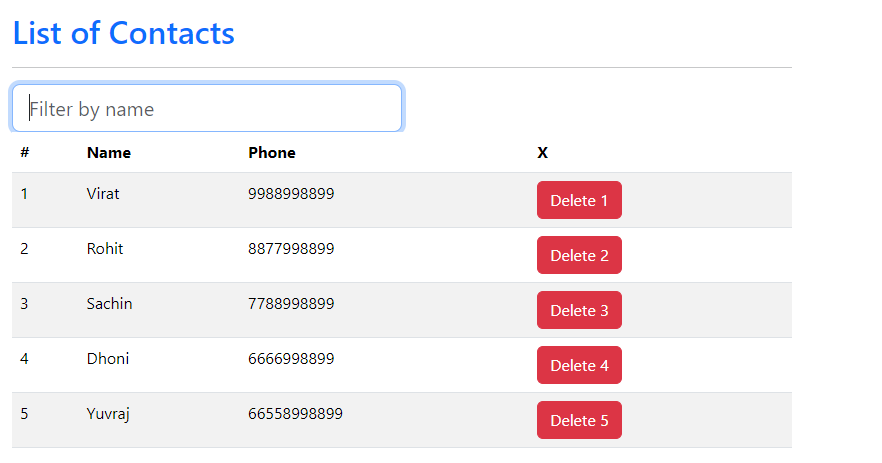 List of Contacts
Filter by name
# Name Phone X
1 Virat 9988998899 Delete 1
2 Rohit 8877998899 Delete 2
3 Sachin 7788998899 Delete 3
4 Dhoni 6666998899 Delete 4
5 Yuvraj 66558998899 Delete 5